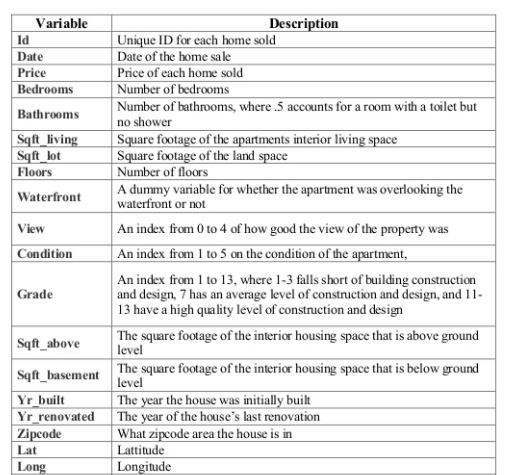 Variable Description
Id Unique ID for each home sold
Date Date of the home sale
Price Price of each home sold
Bedrooms Number of bedrooms
Bathrooms Number of bathrooms, where .5 accounts for a room with a toilet but
no shower
Sqft_living Square footage of the apartments interior living space
Sqft_lot Square footage of the land space
Floors Number of floors
Waterfront A dummy variable for whether the apartment was overlooking the
waterfront or not
View An index from 0 to 4 of how good the view of the property was
Condition An index from 1 to 5 on the condition of the apartment,
Grade An index from 1 to 13, where 1-3 falls short of building construction
and design, 7 has an average level of construction and design, and 11-
13 have a high quality level of construction and design
Sqft_above The square footage of the interior housing space that is above ground
level
Sqft_basement The square footage of the interior housing space that is below ground
level
Yr_built The year the house was initially built
Yr_renovated The year of the house's last renovation
Zipcode What zipcode area the house is in
Lat Lattitude
Long Longitude